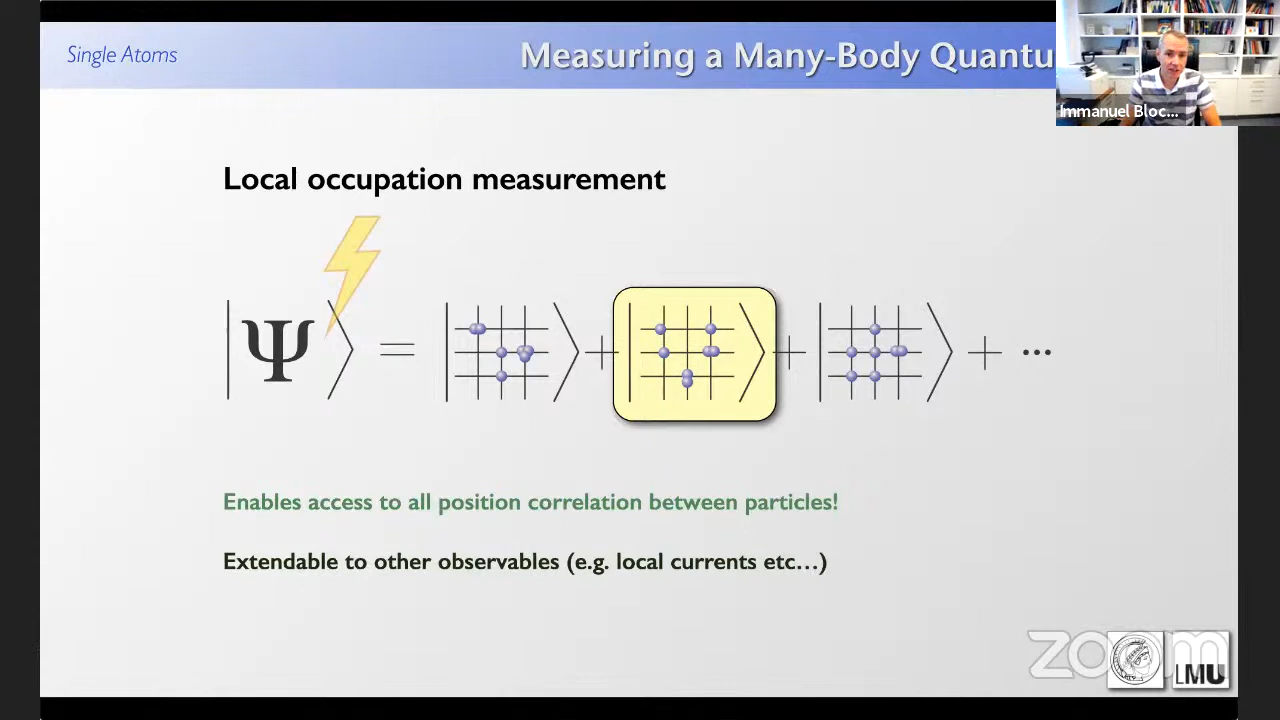 Single Atoms
Measuring a Many-Body Quantu
Immanuel Bloc...
Local occupation measurement
|Ψ⟩ = | ⟩ + | ⟩ + | ⟩ + ...
Enables access to all position correlation between particles!
Extendable to other observables (e.g. local currents etc…)
zoom
LMU